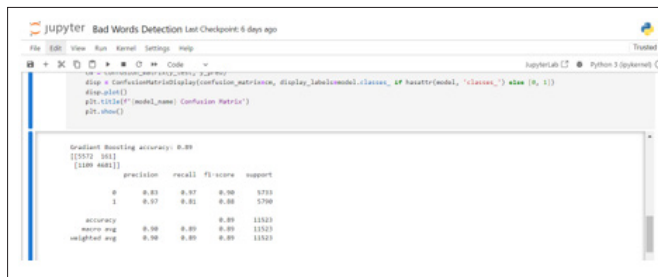 jupyter Bad Words Detection Last Checkpoint: 6 days ago
File Edit View Run Kernel Settings Help Trusted
Code JupyterLab Python 3 (ipykernel)
cm = confusion_matrix(y_test, y_pred)
disp = ConfusionMatrixDisplay(confusion_matrix=cm, display_labels=model.classes_ if hasattr(model, 'classes_') else [0, 1])
disp.plot()
plt.title(f"{model_name} Confusion Matrix")
plt.show()
Gradient Boosting accuracy: 0.89
[[5572 161]
[1109 4681]]
precision recall f1-score support
0 0.83 0.97 0.90 5733
1 0.97 0.81 0.88 5790
accuracy 0.89 11523
macro avg 0.90 0.89 0.89 11523
weighted avg 0.90 0.89 0.89 11523